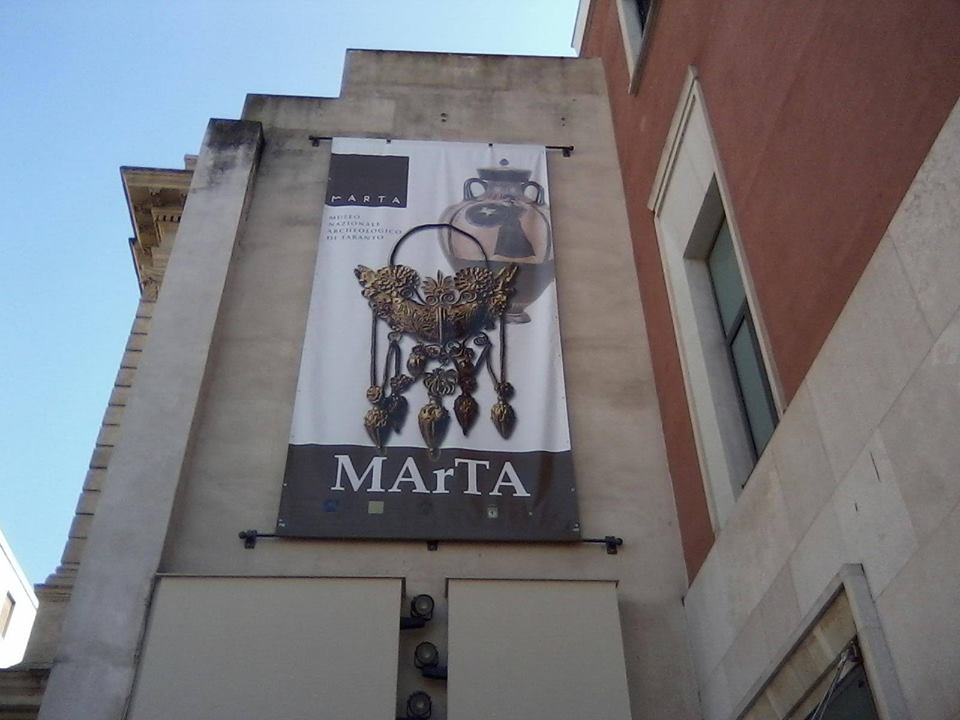 MARTA
MUSEO
NAZIONALE
ARCHEOLOGICO
DI TARANTO
MArTA